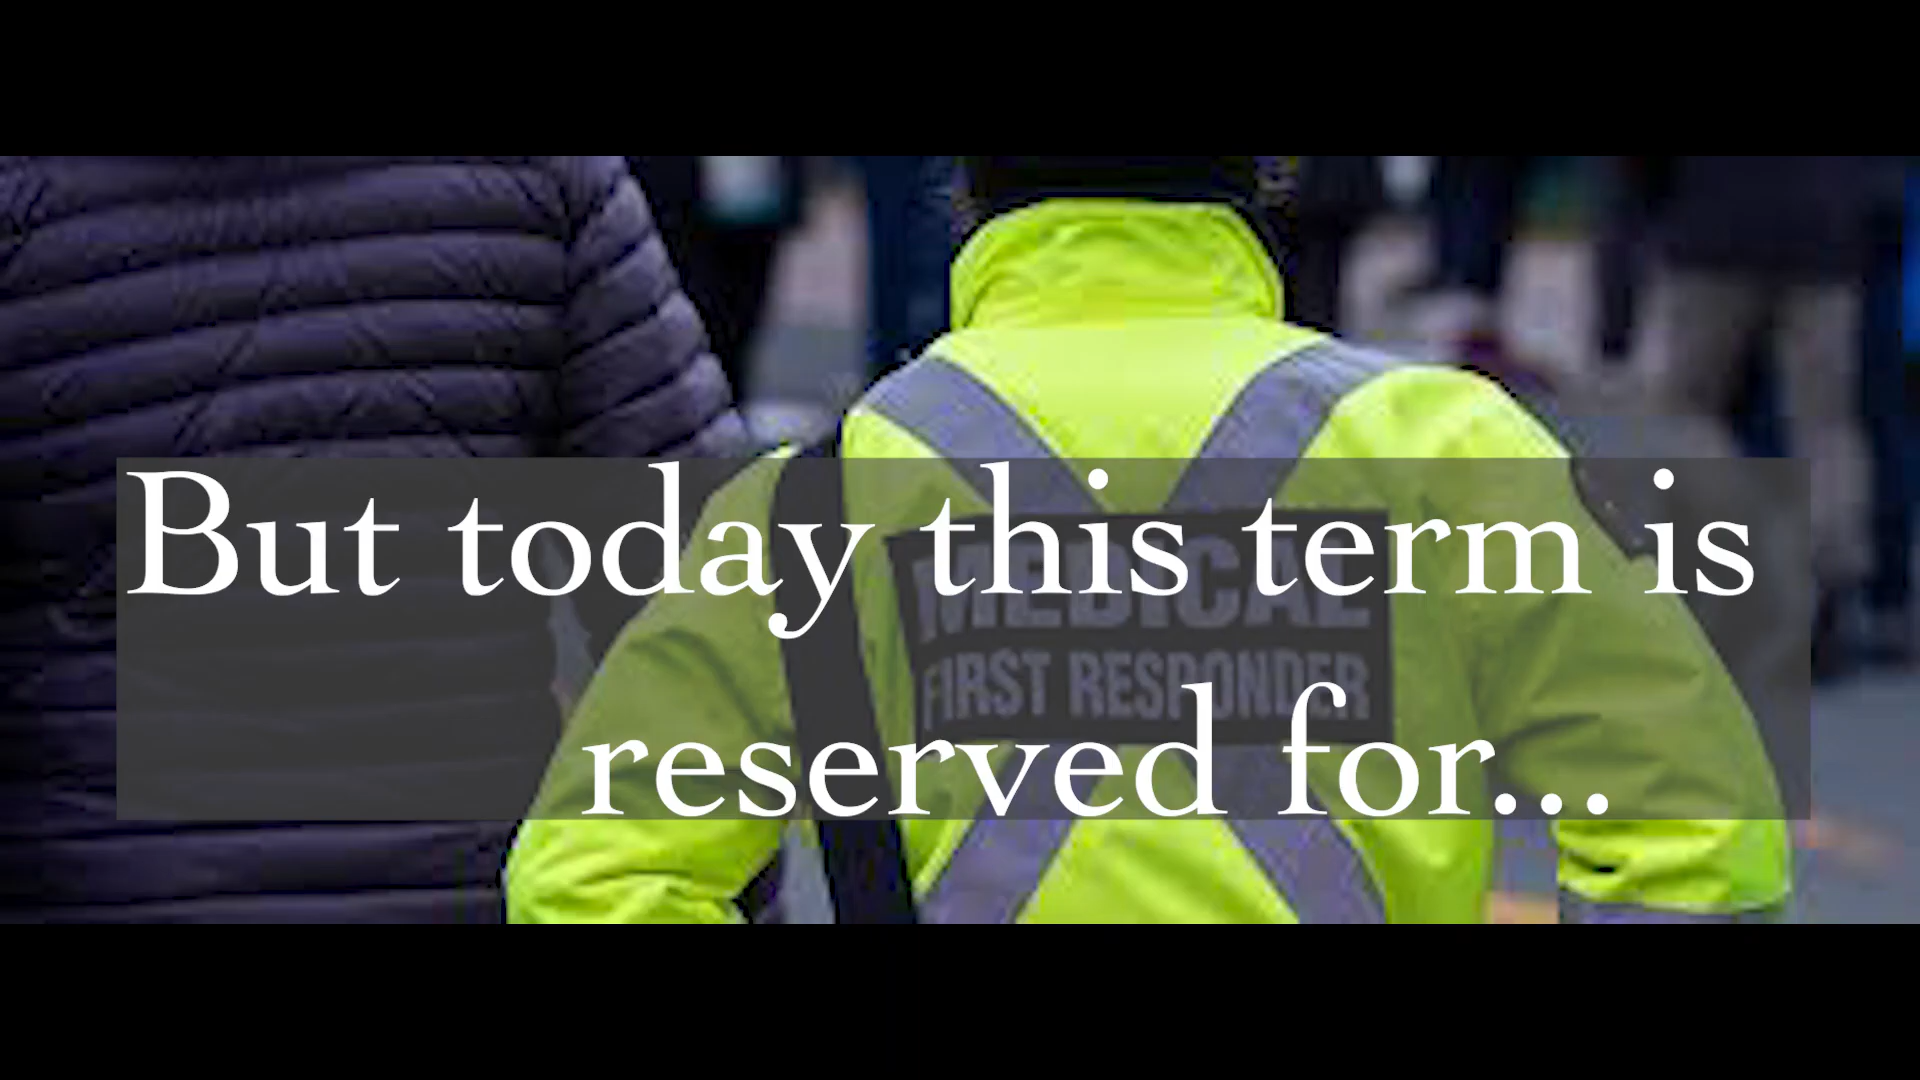 But today this term is
MEDICAL
FIRST RESPONDER
reserved for...